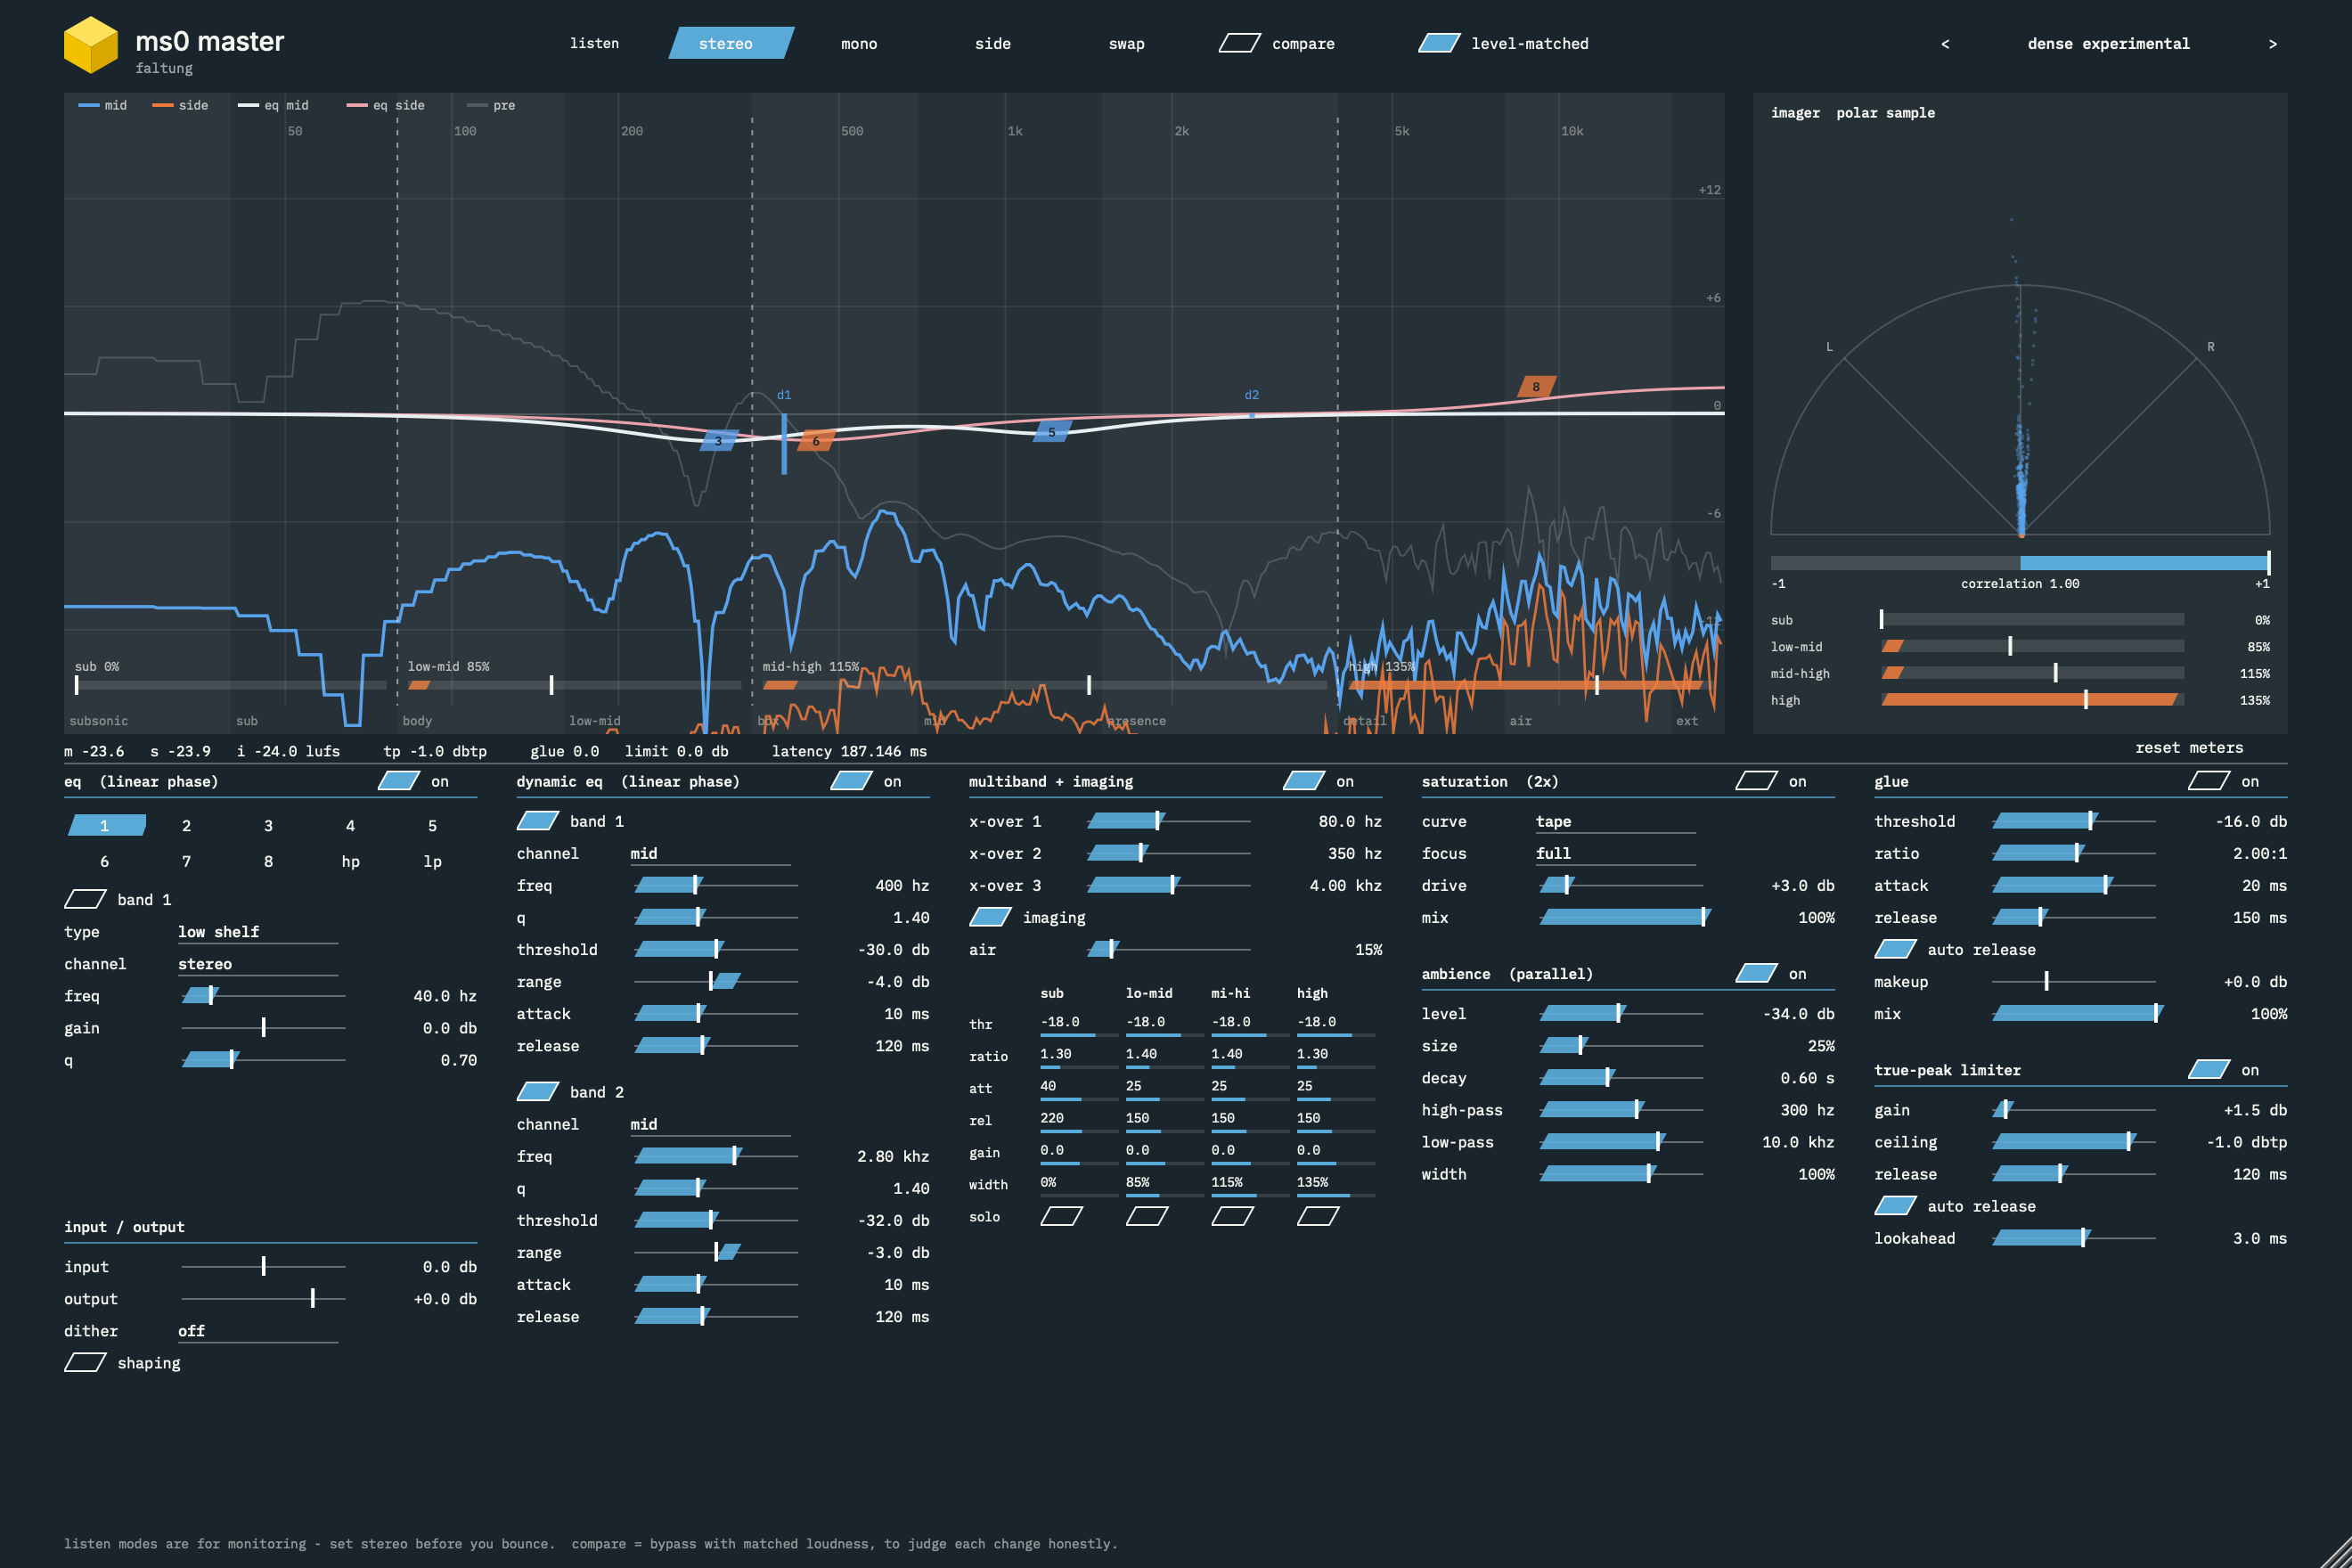 ms0 master
faltung
listen stereo mono side swap compare level-matched
< dense experimental >
mid side eq mid eq side pre
50 100 200 500 1k 2k 5k 10k
+12
+6
0
-6
d1 d2
3 6 5 8
sub 0% low-mid 85% mid-high 115% high 135%
subsonic sub body low-mid box mid presence detail air ext
imager polar sample
L R
-1 correlation 1.00 +1
sub 0%
low-mid 85%
mid-high 115%
high 135%
m -23.6 s -23.9 i -24.0 lufs tp -1.0 dbtp glue 0.0 limit 0.0 db latency 187.146 ms
reset meters
eq (linear phase) on
1 2 3 4 5
6 7 8 hp lp
band 1
type low shelf
channel stereo
freq 40.0 hz
gain 0.0 db
q 0.70
input / output
input 0.0 db
output +0.0 db
dither off
shaping
dynamic eq (linear phase) on
band 1
channel mid
freq 400 hz
q 1.40
threshold -30.0 db
range -4.0 db
attack 10 ms
release 120 ms
band 2
channel mid
freq 2.80 khz
q 1.40
threshold -32.0 db
range -3.0 db
attack 10 ms
release 120 ms
multiband + imaging on
x-over 1 80.0 hz
x-over 2 350 hz
x-over 3 4.00 khz
imaging
air 15%
sub lo-mid mi-hi high
thr -18.0 -18.0 -18.0 -18.0
ratio 1.30 1.40 1.40 1.30
att 40 25 25 25
rel 220 150 150 150
gain 0.0 0.0 0.0 0.0
width 0% 85% 115% 135%
solo
saturation (2x) on
curve tape
focus full
drive +3.0 db
mix 100%
ambience (parallel) on
level -34.0 db
size 25%
decay 0.60 s
high-pass 300 hz
low-pass 10.0 khz
width 100%
glue on
threshold -16.0 db
ratio 2.00:1
attack 20 ms
release 150 ms
auto release
makeup +0.0 db
mix 100%
true-peak limiter on
gain +1.5 db
ceiling -1.0 dbtp
release 120 ms
auto release
lookahead 3.0 ms
listen modes are for monitoring - set stereo before you bounce. compare = bypass with matched loudness, to judge each change honestly.